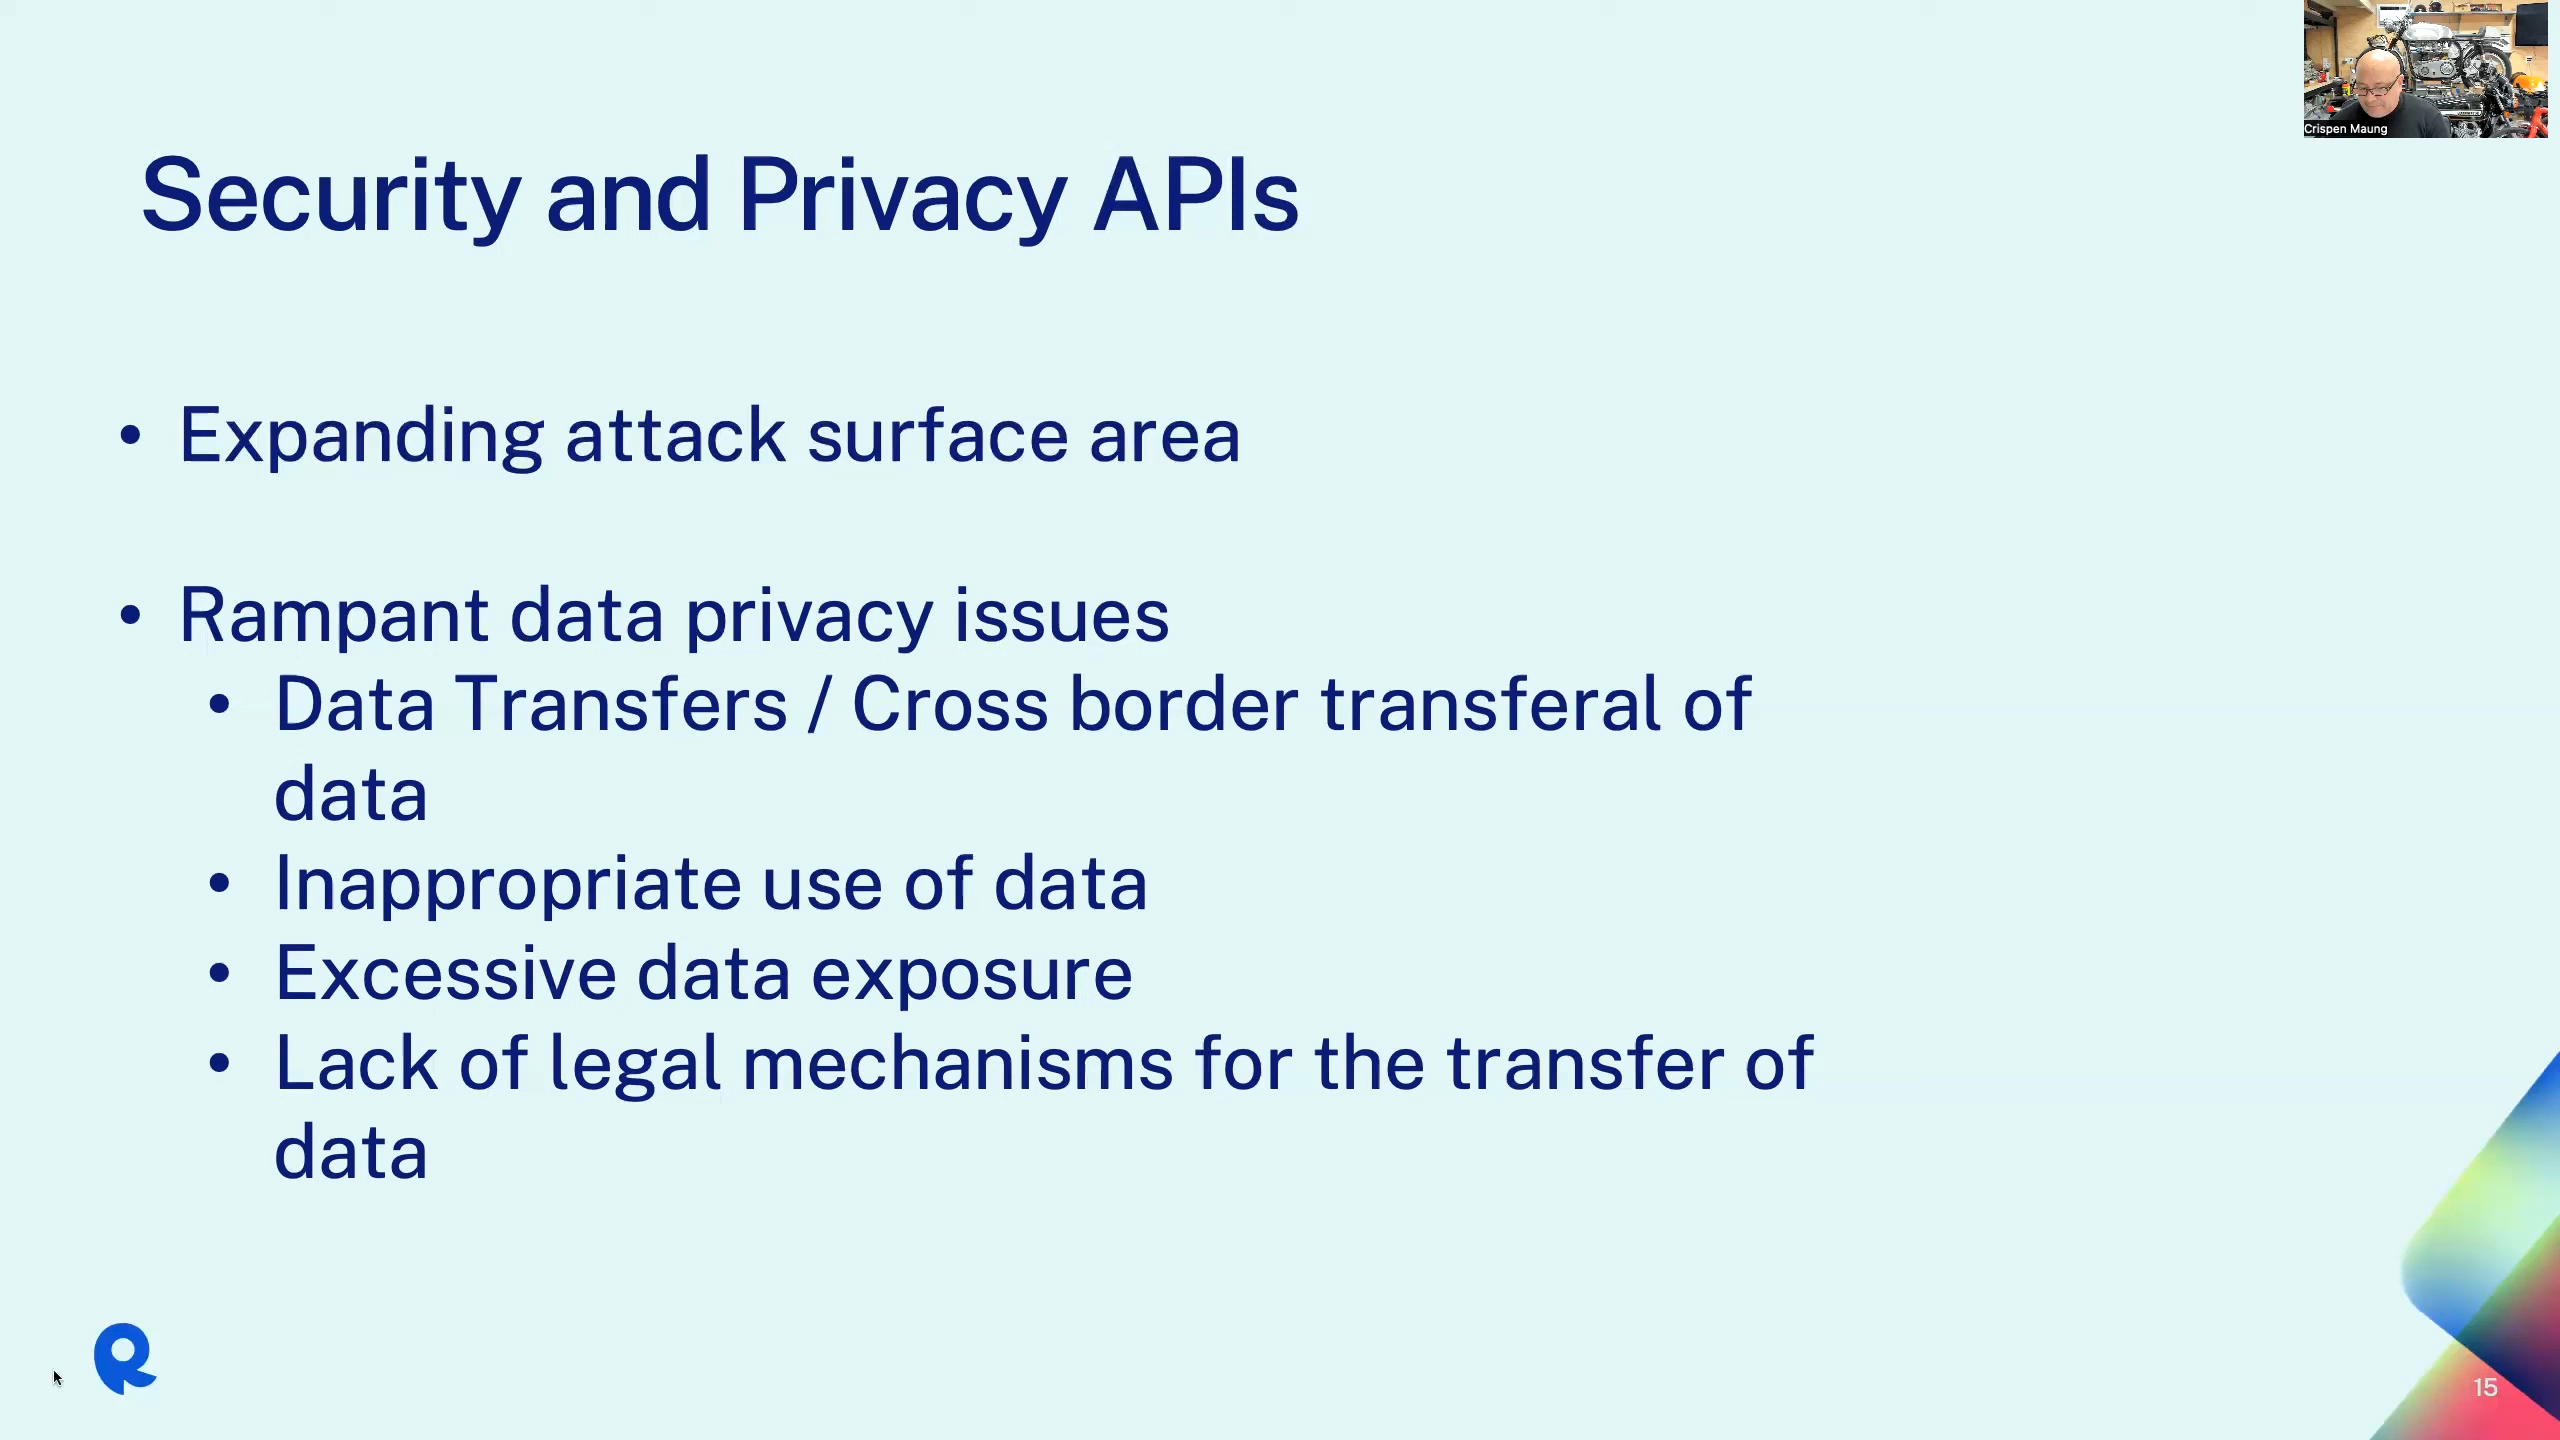 Crispen Maung
Security and Privacy APIs
• Expanding attack surface area
• Rampant data privacy issues
• Data Transfers / Cross border transferal of
data
• Inappropriate use of data
• Excessive data exposure
• Lack of legal mechanisms for the transfer of
data
15